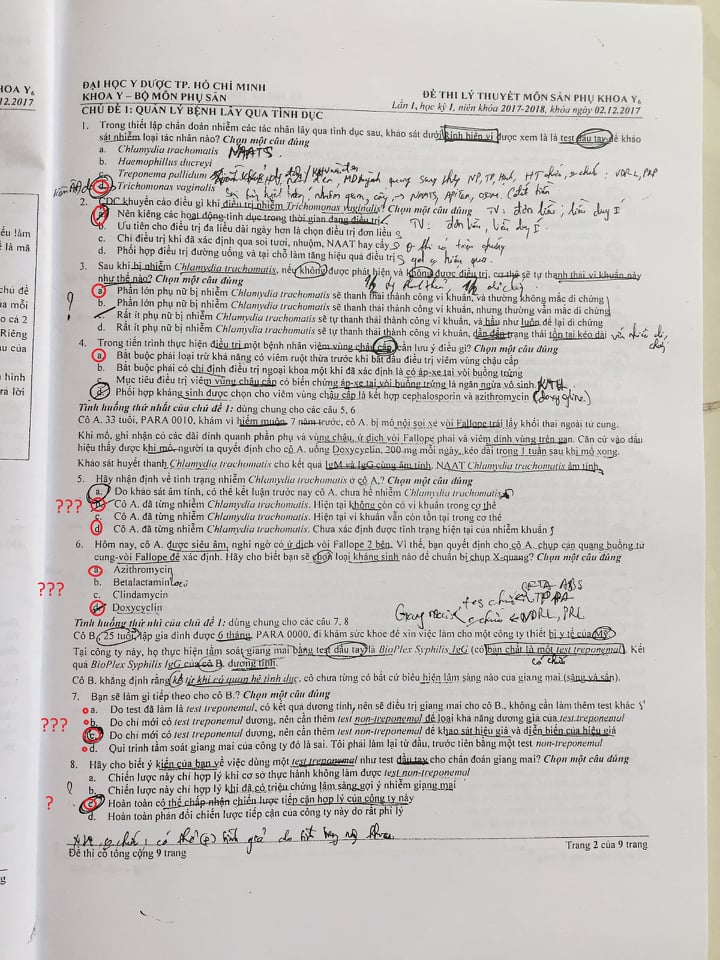 HOA Y₆
12.2017
ĐẠI HỌC Y DƯỢC TP. HỒ CHÍ MINH
KHOA Y – BỘ MÔN PHỤ SẢN
ĐỀ THI LÝ THUYẾT MÔN SẢN PHỤ KHOA Y₆
Lần 1, học kỳ 1, niên khóa 2017-2018, khóa ngày 02.12.2017
CHỦ ĐỀ 1: QUẢN LÝ BỆNH LÂY QUA TÌNH DỤC
1. Trong thiết lập chẩn đoán nhiễm các tác nhân lây qua tình dục sau, khảo sát dưới kính hiển vi được xem là là test đầu tay để khảo
sát nhiễm loại tác nhân nào? Chọn một câu đúng
a. Chlamydia trachomatis NAATS
b. Haemophillus ducreyi
c. Treponema pallidum
d. Trichomonas vaginalis
2. CDC khuyến cáo điều gì khi điều trị nhiễm Trichomonas vaginalis? Chọn một câu đúng
a. Nên kiêng các hoạt động tình dục trong thời gian đang điều trị
b. Ưu tiên cho điều trị đa liều dài ngày hơn là chọn điều trị đơn liều
c. Chỉ điều trị khi đã xác định qua soi tươi, nhuộm, NAAT hay cấy
d. Phối hợp điều trị đường uống và tại chỗ làm tăng hiệu quả điều trị
3. Sau khi bị nhiễm Chlamydia trachomatis, nếu không được phát hiện và không được điều trị, cơ thể sẽ tự thanh thải vi khuẩn này
như thế nào? Chọn một câu đúng
a. Phần lớn phụ nữ bị nhiễm Chlamydia trachomatis sẽ thanh thải thành công vi khuẩn, và thường không mắc di chứng
b. Phần lớn phụ nữ bị nhiễm Chlamydia trachomatis sẽ thanh thải thành công vi khuẩn, nhưng thường vẫn mắc di chứng
c. Rất ít phụ nữ bị nhiễm Chlamydia trachomatis sẽ tự thanh thải thành công vi khuẩn, và hầu như luôn để lại di chứng
d. Rất ít phụ nữ bị nhiễm Chlamydia trachomatis sẽ tự thanh thải thành công vi khuẩn, dẫn đến trạng thái tồn tại kéo dài
4. Trong tiến trình thực hiện điều trị một bệnh nhân viêm vùng chậu cấp cần lưu ý điều gì? Chọn một câu đúng
a. Bắt buộc phải loại trừ khả năng có viêm ruột thừa trước khi bắt đầu điều trị viêm vùng chậu cấp
b. Bắt buộc phải có chỉ định điều trị ngoại khoa một khi đã xác định là có áp-xe tại vòi buồng trứng
c. Mục tiêu điều trị viêm vùng chậu cấp có biến chứng áp-xe tại vòi buồng trứng là ngăn ngừa vô sinh
d. Phối hợp kháng sinh được chọn cho viêm vùng chậu cấp là kết hợp cephalosporin và azithromycin
Tình huống thứ nhất của chủ đề 1: dùng chung cho các câu 5, 6
Cô A. 33 tuổi, PARA 0010, khám vì hiếm muộn. 7 năm trước, cô A. bị mổ nội soi xẻ vòi Fallope trái lấy khối thai ngoài tử cung.
Khi mổ, ghi nhận có các dải dính quanh phần phụ và vùng chậu, ứ dịch vòi Fallope phải và viêm dính vùng trên gan. Căn cứ vào dấu
hiệu thấy được khi mổ, người ta quyết định cho cô A. uống Doxycyclin, 200 mg mỗi ngày, kéo dài trong 1 tuần sau khi mổ xong.
Khảo sát huyết thanh Chlamydia trachomatis cho kết quả IgM và IgG cùng âm tính. NAAT Chlamydia trachomatis âm tính.
5. Hãy nhận định về tình trạng nhiễm Chlamydia trachomatis ở cô A.? Chọn một câu đúng
a. Do khảo sát âm tính, có thể kết luận trước nay cô A. chưa hề nhiễm Chlamydia trachomatis
??? b. Cô A. đã từng nhiễm Chlamydia trachomatis. Hiện tại không còn có vi khuẩn trong cơ thể
c. Cô A. đã từng nhiễm Chlamydia trachomatis. Hiện tại vi khuẩn vẫn còn tồn tại trong cơ thể
d. Cô A. đã từng nhiễm Chlamydia trachomatis. Chưa xác định được tình trạng hiện tại của nhiễm khuẩn
6. Hôm nay, cô A. được siêu âm, nghi ngờ có ứ dịch vòi Fallope 2 bên. Vì thế, bạn quyết định cho cô A. chụp cản quang buồng tử
cung-vòi Fallope để xác định. Hãy cho biết bạn sẽ chọn loại kháng sinh nào để chuẩn bị chụp X-quang? Chọn một câu đúng
a. Azithromycin
??? b. Betalactamin
c. Clindamycin
d. Doxycyclin
Tình huống thứ nhì của chủ đề 1: dùng chung cho các câu 7, 8
Cô B., 25 tuổi, lập gia đình được 6 tháng, PARA 0000, đi khám sức khỏe để xin việc làm cho một công ty thiết bị y tế của Mỹ.
Tại công ty này, họ thực hiện tầm soát giang mai bằng test đầu tay là BioPlex Syphilis IgG (có bản chất là một test treponemal). Kết
quả BioPlex Syphilis IgG của cô B. dương tính.
Cô B. khẳng định rằng kể từ khi có quan hệ tình dục, cô chưa từng có bất cứ biểu hiện lâm sàng nào của giang mai (săng và sẩn).
7. Bạn sẽ làm gì tiếp theo cho cô B.? Chọn một câu đúng
a. Do test đã làm là test treponemal, có kết quả dương tính, nên sẽ điều trị giang mai cho cô B., không cần làm thêm test khác
??? b. Do chỉ mới có test treponemal dương, nên cần thêm test non-treponemal để loại khả năng dương giả của test treponemal
c. Do chỉ mới có test treponemal dương, nên cần thêm test non-treponemal để khảo sát hiệu giá và diễn biến của hiệu giá
d. Qui trình tầm soát giang mai của công ty đó là sai. Tôi phải làm lại từ đầu, trước tiên bằng một test non-treponemal
8. Hãy cho biết ý kiến của bạn về việc dùng một test treponemal như test đầu tay cho chẩn đoán giang mai? Chọn một câu đúng
a. Chiến lược này chỉ hợp lý khi cơ sở thực hành không làm được test non-treponemal
b. Chiến lược này chỉ hợp lý khi đã có triệu chứng lâm sàng gợi ý nhiễm giang mai
? c. Hoàn toàn có thể chấp nhận chiến lược tiếp cận hợp lý của công ty này
d. Hoàn toàn phản đối chiến lược tiếp cận của công ty này do rất phi lý
Đề thi có tổng cộng 9 trang
Trang 2 của 9 trang